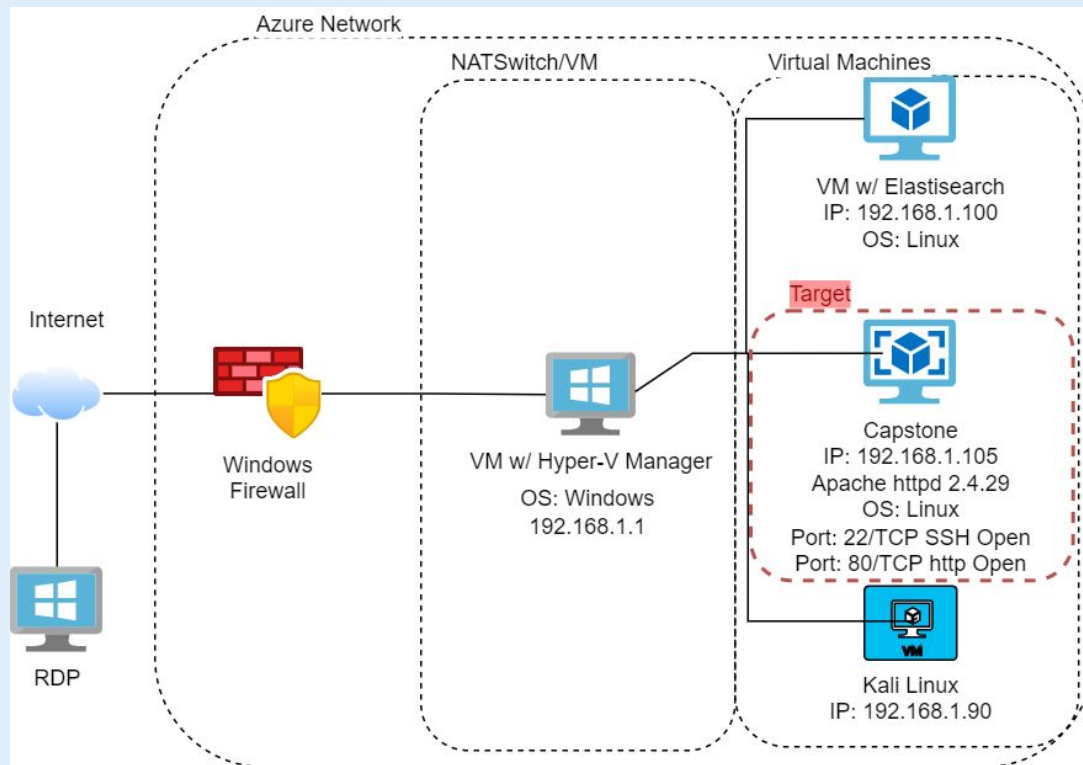 Azure Network
NATSwitch/VM
Virtual Machines
VM w/ Elastisearch
IP: 192.168.1.100
OS: Linux
Target
Internet
Capstone
IP: 192.168.1.105
Apache httpd 2.4.29
OS: Linux
Port: 22/TCP SSH Open
Port: 80/TCP http Open
Windows
Firewall
VM w/ Hyper-V Manager
OS: Windows
192.168.1.1
RDP
VM
Kali Linux
IP: 192.168.1.90